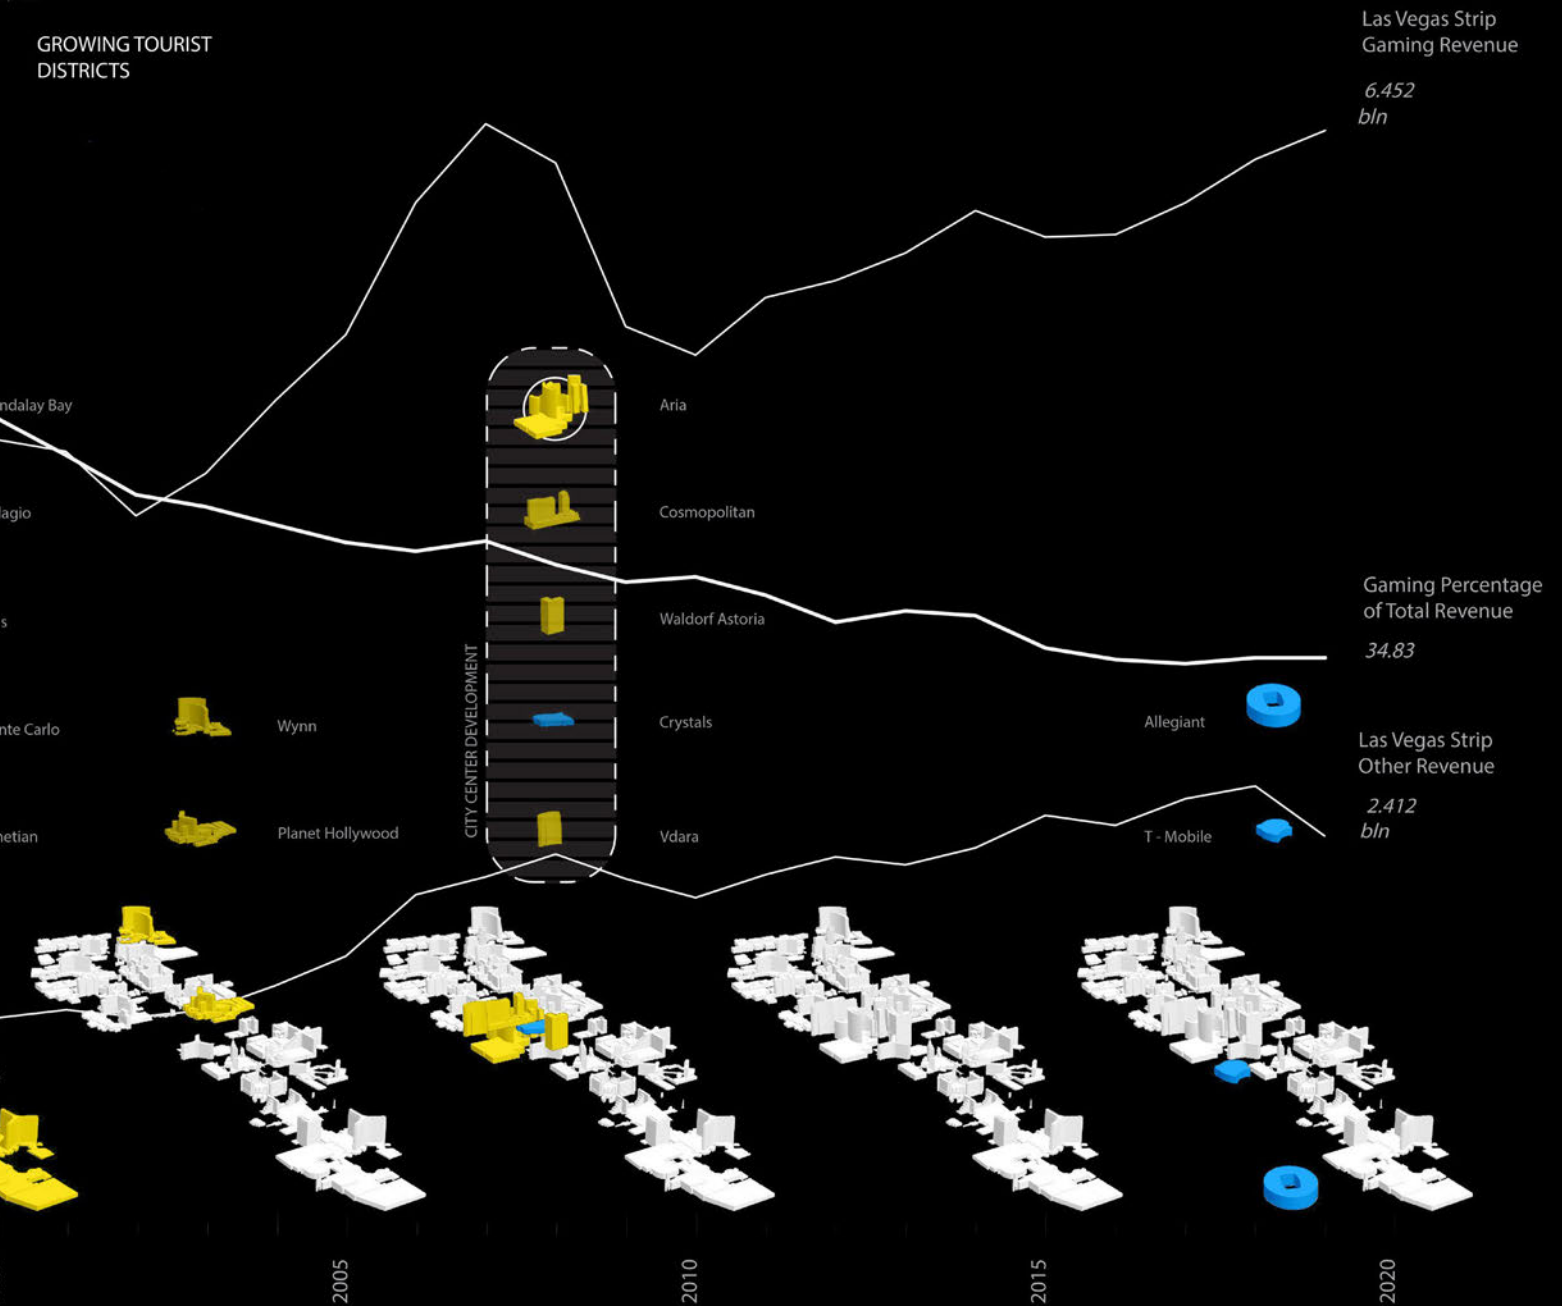 GROWING TOURIST
DISTRICTS
Las Vegas Strip
Gaming Revenue
6.452
bln
ndalay Bay
Aria
lagio
Cosmopolitan
s
Waldorf Astoria
Gaming Percentage
of Total Revenue
34.83
CITY CENTER DEVELOPMENT
nte Carlo
Wynn
Crystals
Allegiant
Las Vegas Strip
Other Revenue
2.412
bln
netian
Planet Hollywood
Vdara
T - Mobile
2005
2010
2015
2020